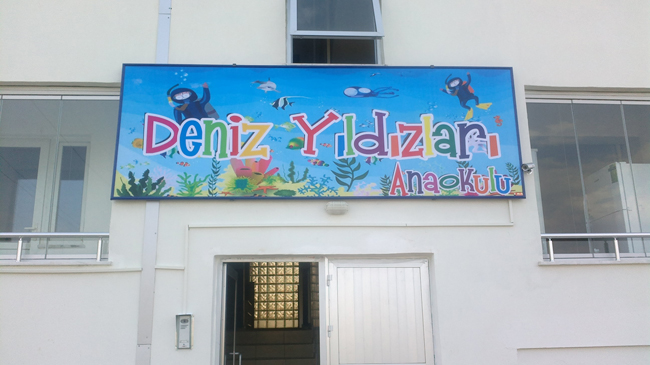 Deniz Yıldızları
Anaokulu